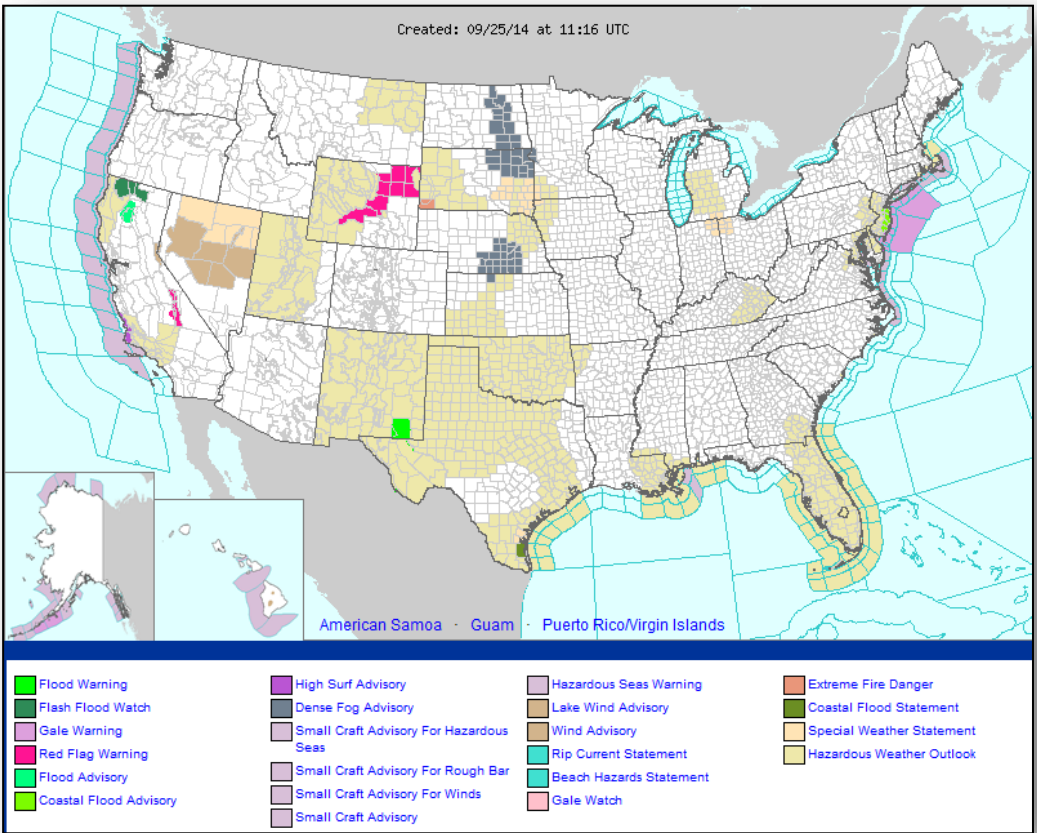 Created: 09/25/14 at 11:16 UTC
American Samoa · Guam · Puerto Rico/Virgin Islands
Flood Warning
Flash Flood Watch
Gale Warning
Red Flag Warning
Flood Advisory
Coastal Flood Advisory
High Surf Advisory
Dense Fog Advisory
Small Craft Advisory For Hazardous
Seas
Small Craft Advisory For Rough Bar
Small Craft Advisory For Winds
Small Craft Advisory
Hazardous Seas Warning
Lake Wind Advisory
Wind Advisory
Rip Current Statement
Beach Hazards Statement
Gale Watch
Extreme Fire Danger
Coastal Flood Statement
Special Weather Statement
Hazardous Weather Outlook